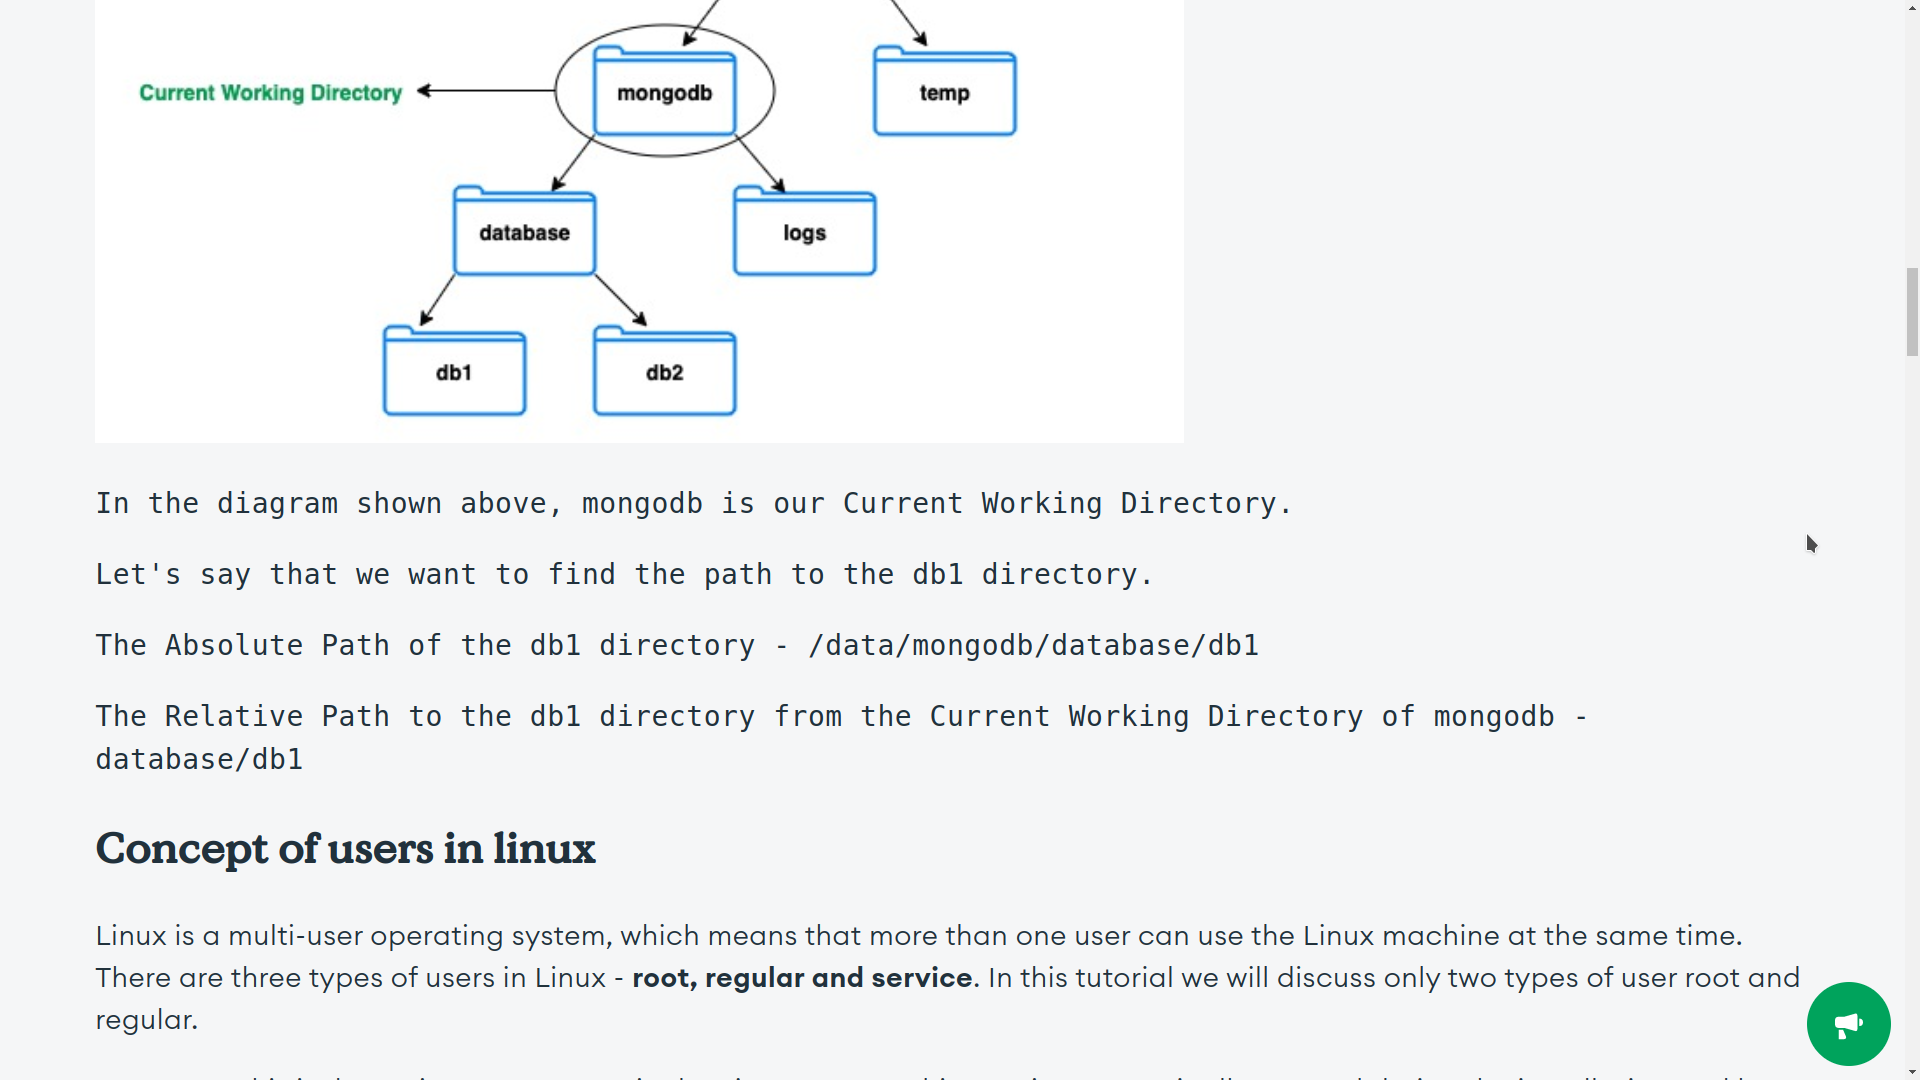 Current Working Directory
mongodb
temp
database
logs
db1
db2
In the diagram shown above, mongodb is our Current Working Directory.
Let's say that we want to find the path to the db1 directory.
The Absolute Path of the db1 directory - /data/mongodb/database/db1
The Relative Path to the db1 directory from the Current Working Directory of mongodb -
database/db1
Concept of users in linux
Linux is a multi-user operating system, which means that more than one user can use the Linux machine at the same time.
There are three types of users in Linux - root, regular and service. In this tutorial we will discuss only two types of user root and
regular.